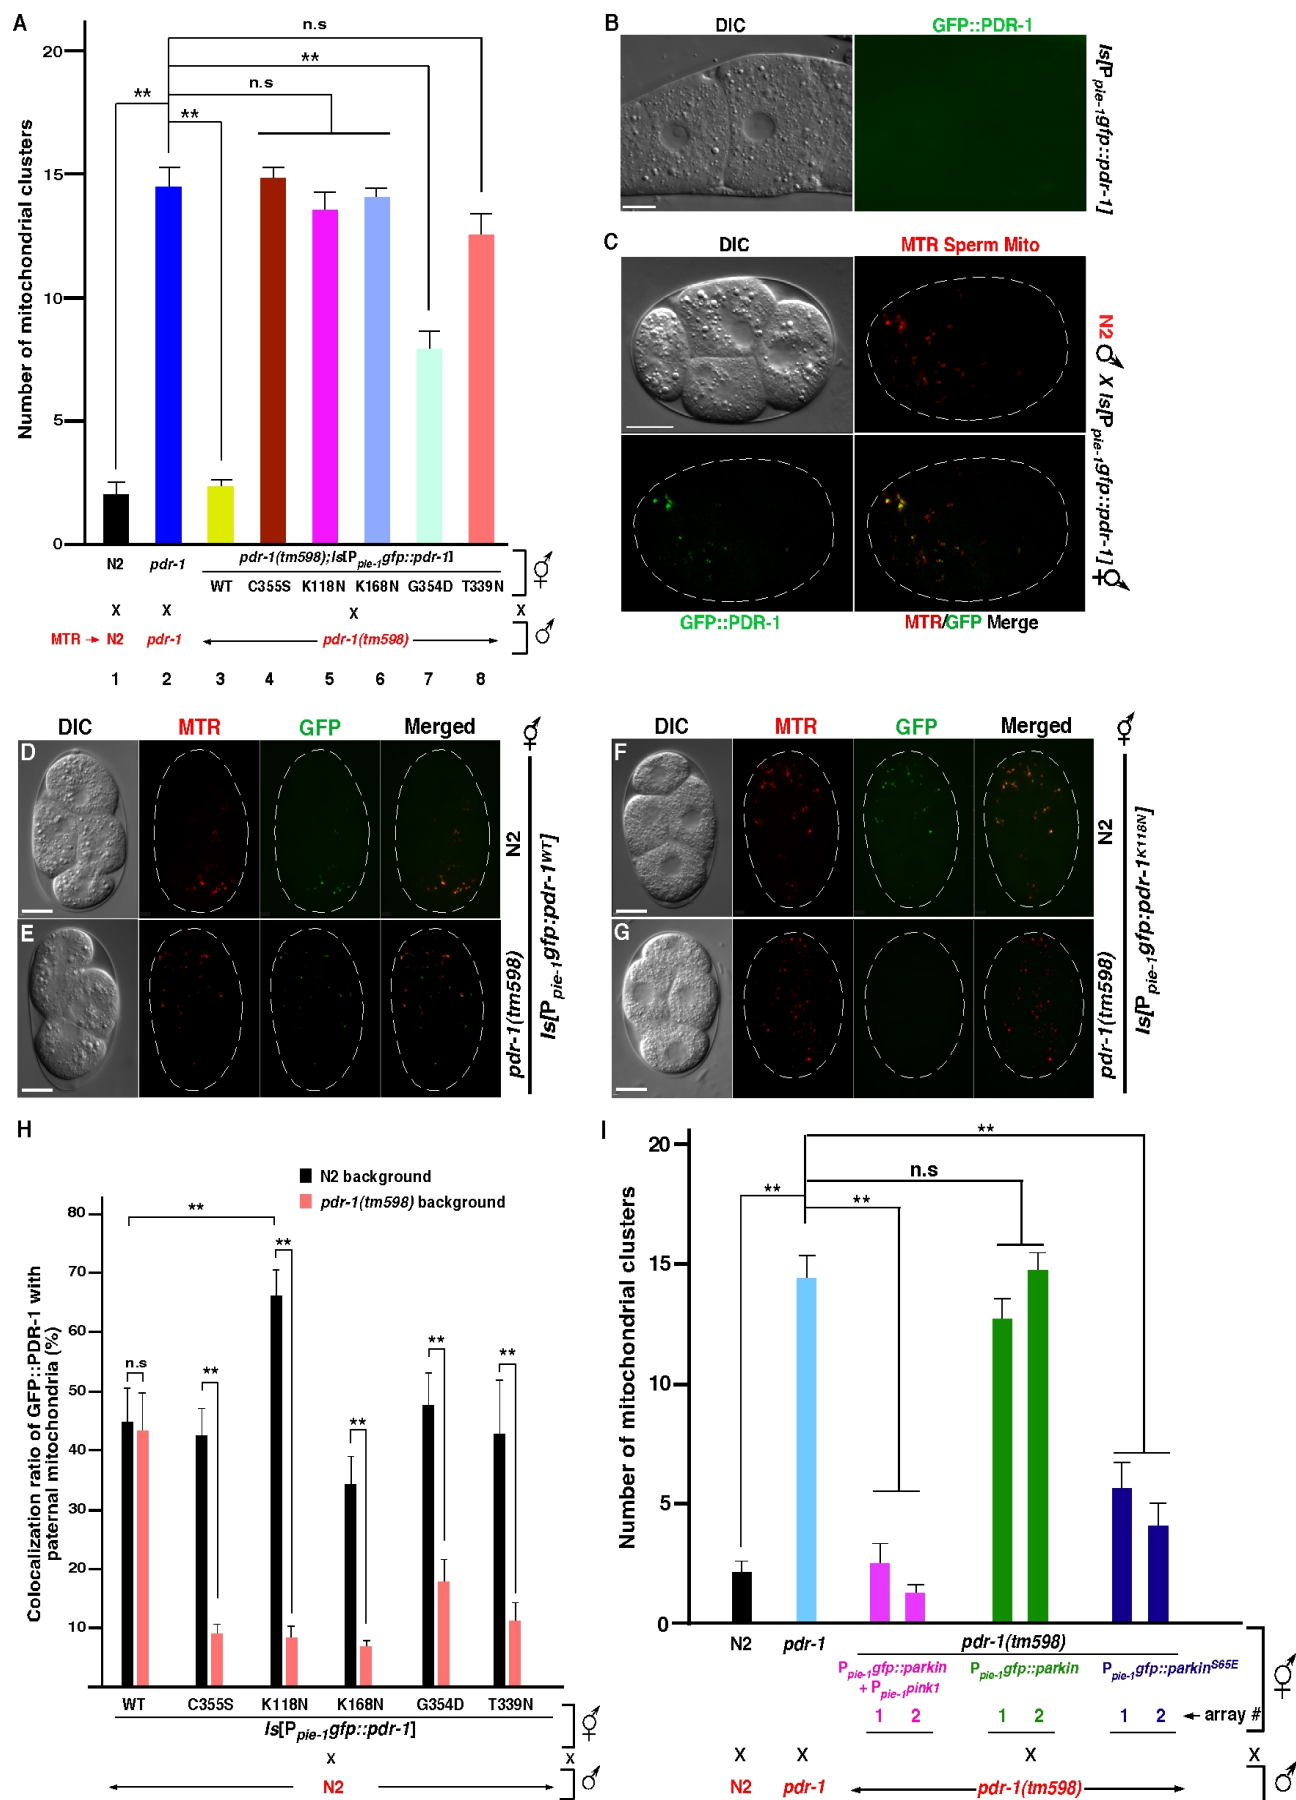 A
Number of mitochondrial clusters
20
15
10
5
0
n.s
**
n.s
**
**
N2
pdr-1
pdr-1(tm598);Is[Ppie-1gfp::pdr-1]
WT C355S K118N K168N G354D T339N
⚥
X X X X
MTR → N2 pdr-1 pdr-1(tm598)
♂
1 2 3 4 5 6 7 8
B
DIC GFP::PDR-1
Is[Ppie-1gfp::pdr-1]
C
DIC MTR Sperm Mito
GFP::PDR-1 MTR/GFP Merge
N2 ♂ X Is[Ppie-1gfp::pdr-1] ⚥
DIC MTR GFP Merged ⚥
D
N2
E
pdr-1(tm598)
Is[Ppie-1gfp:pdr-1WT]
DIC MTR GFP Merged ⚥
F
N2
G
pdr-1(tm598)
Is[Ppie-1gfp:pdr-1K118N]
H
N2 background
pdr-1(tm598) background
Colocalization ratio of GFP::PDR-1 with
paternal mitochondria (%)
80
70
60
50
40
30
20
10
**
n.s ** ** ** ** **
WT C355S K118N K168N G354D T339N
Is[Ppie-1gfp::pdr-1]
⚥
X X
N2
♂
I
Number of mitochondrial clusters
20
15
10
5
0
**
n.s
**
**
N2 pdr-1 pdr-1(tm598)
Ppie-1gfp::parkin
+ Ppie-1pink1
Ppie-1gfp::parkin
Ppie-1gfp::parkinS65E
1 2 1 2 1 2 ← array #
⚥
X X X X
N2 pdr-1 pdr-1(tm598)
♂